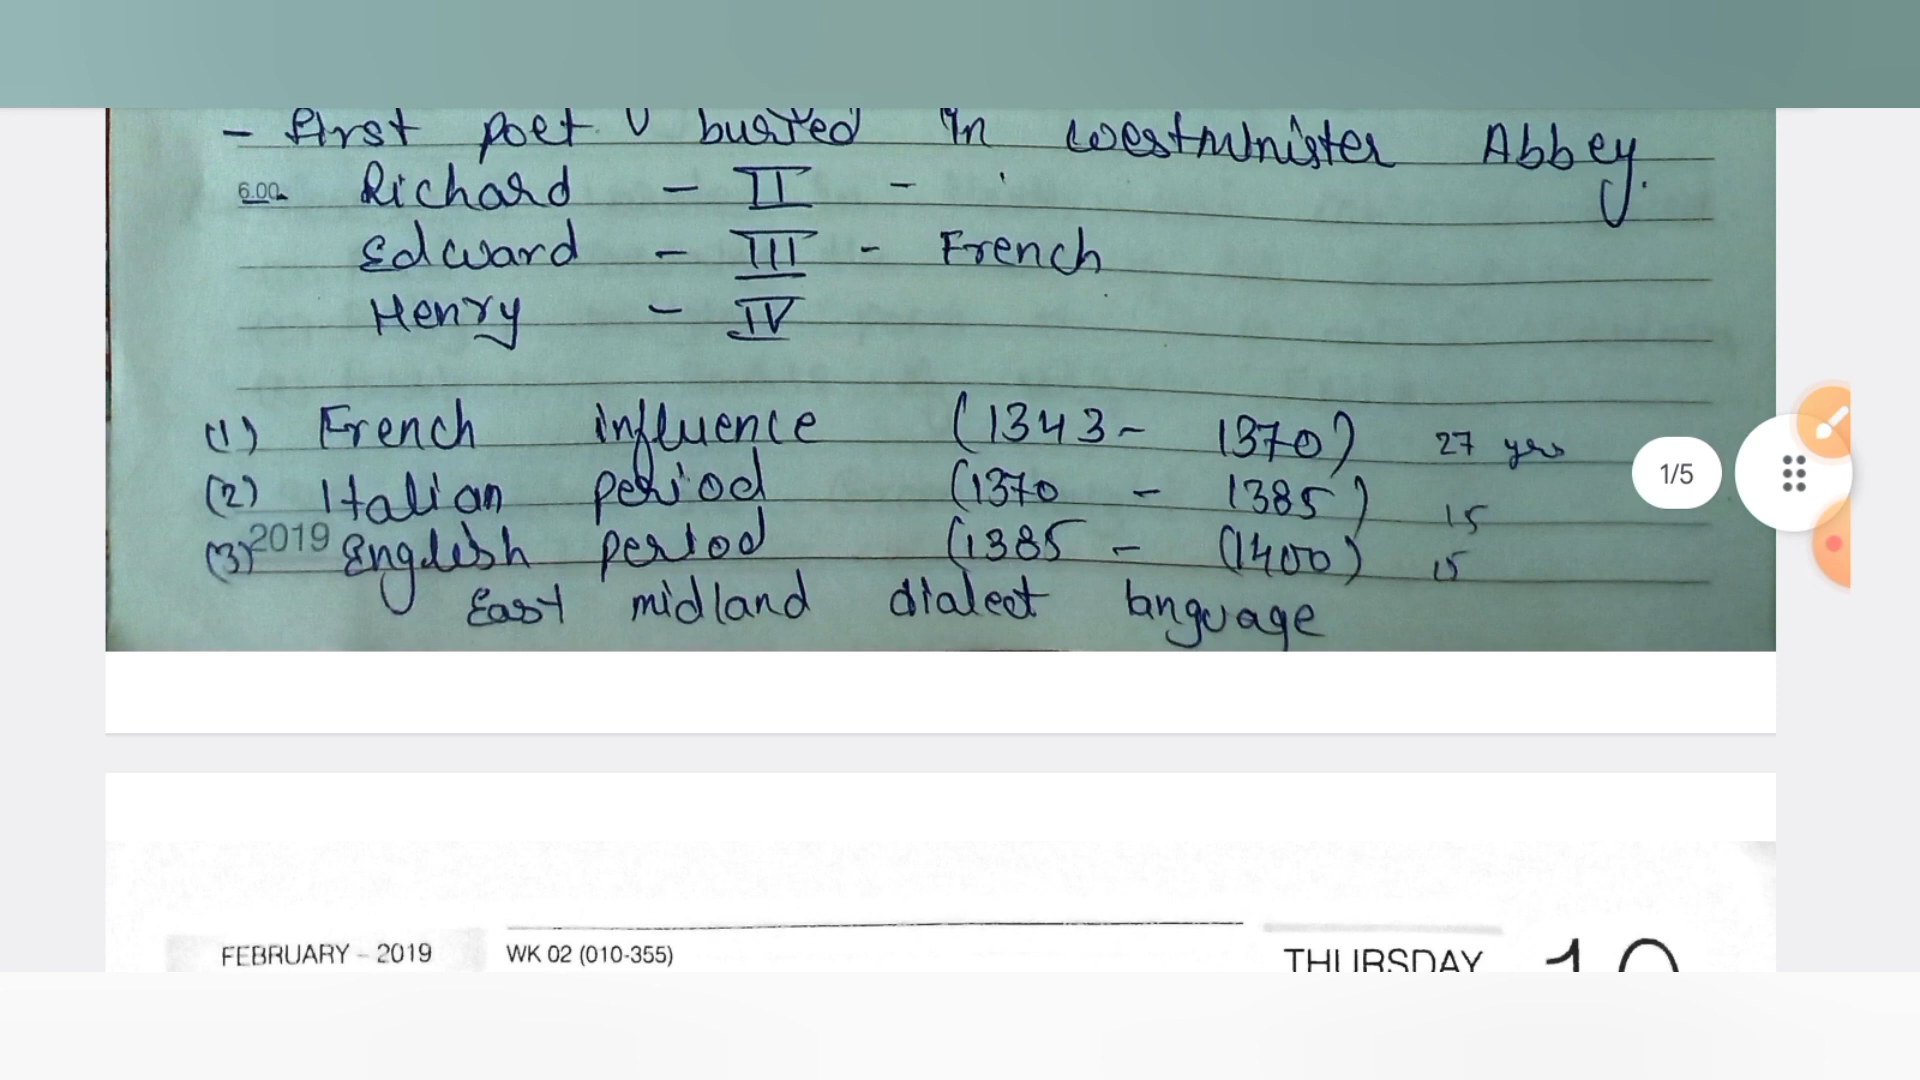 - first poet buried in westminister Abbey.
6.00 Richard - II -
Edward - III - French
Henry - IV
(1) French influence (1343- 1370) 27 yrs
(2) Italian period (1370 - 1385) 15
1/5
(3) 2019 English period (1385 - (1400) 15
East midland dialect language
FEBRUARY - 2019 WK 02 (010-355) THURSDAY 10